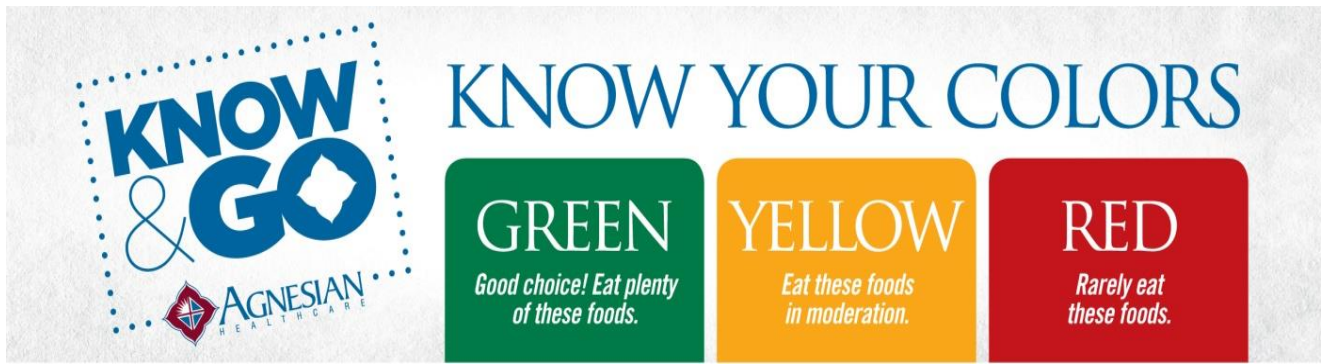 KNOW
& GO
AGNESIAN
HEALTHCARE
KNOW YOUR COLORS
GREEN
Good choice! Eat plenty
of these foods.
YELLOW
Eat these foods
in moderation.
RED
Rarely eat
these foods.